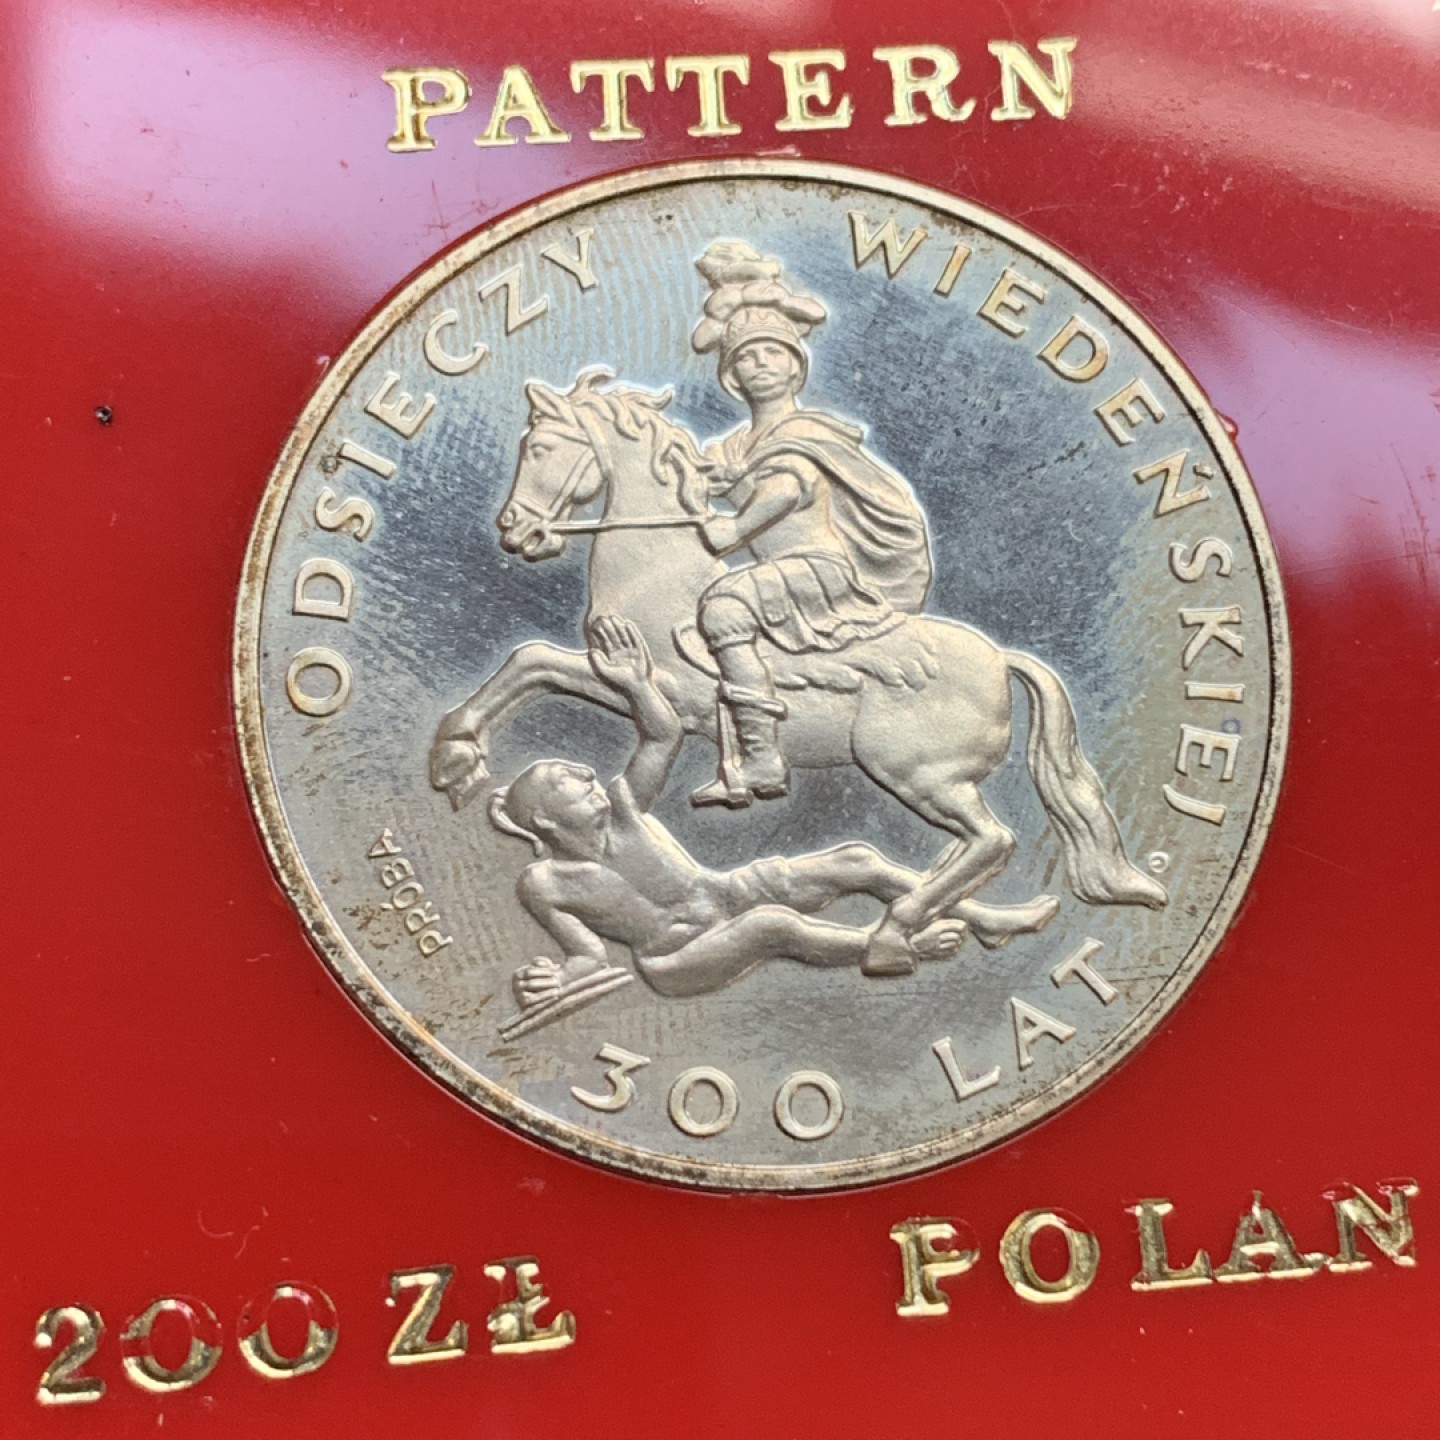 PATTERN
ODSIECZY WIEDEŃSKIEJ
PRÓBA
300 LAT
200 ZŁ POLAN